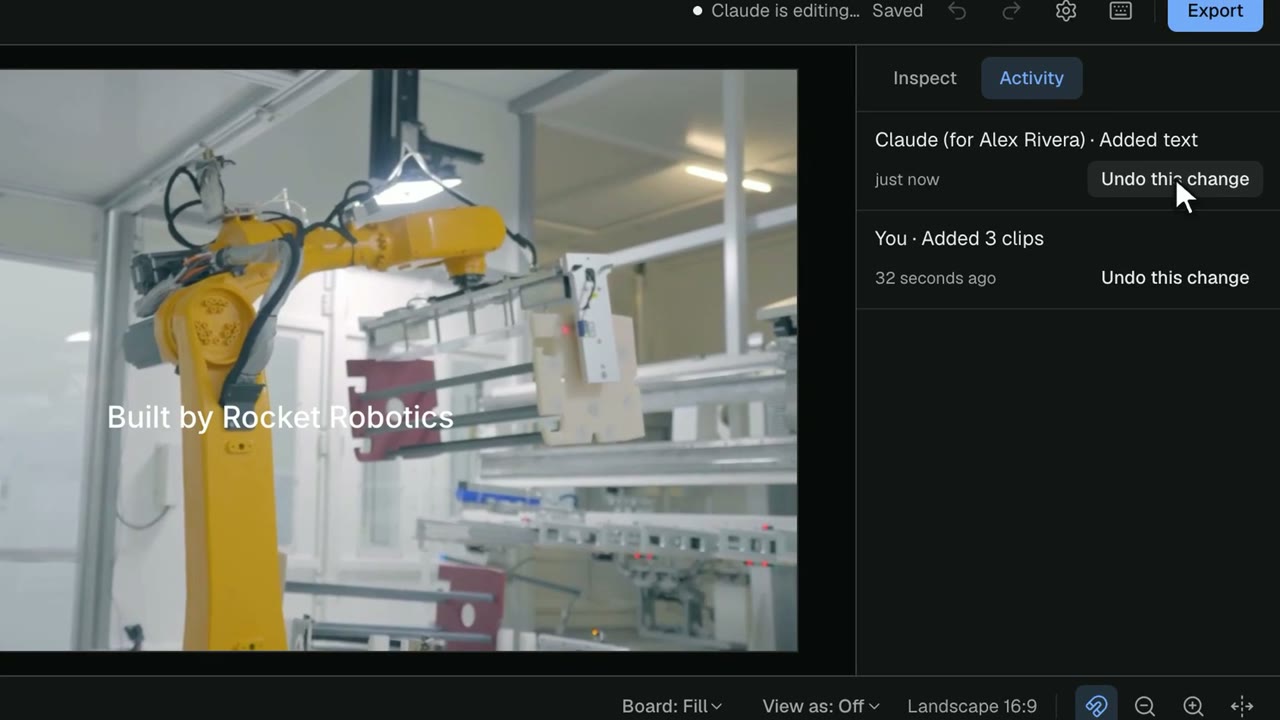 Claude is editing… Saved
Export
Inspect Activity
Claude (for Alex Rivera) · Added text
just now Undo this change
You · Added 3 clips
32 seconds ago Undo this change
Built by Rocket Robotics
Board: Fill View as: Off Landscape 16:9